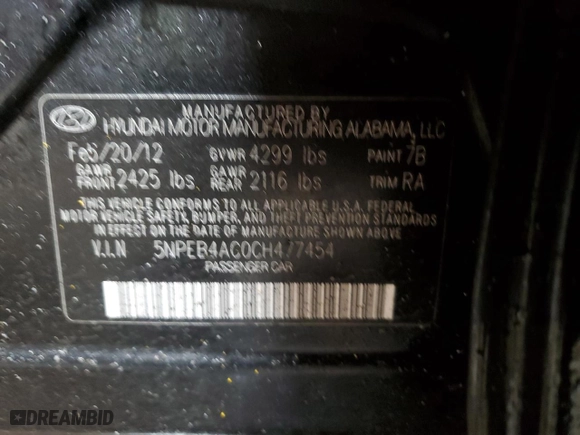 MANUFACTURED BY
HYUNDAI MOTOR MANUFACTURING ALABAMA, LLC
Feb/20/12 GVWR 4299 lbs PAINT 7B
GAWR FRONT 2425 lbs GAWR REAR 2116 lbs TRIM RA
THIS VEHICLE CONFORMS TO ALL APPLICABLE U.S.A. FEDERAL
MOTOR VEHICLE SAFETY, BUMPER, AND THEFT PREVENTION
STANDARDS IN EFFECT ON THE DATE OF MANUFACTURE SHOWN ABOVE
V.I.N 5NPEB4AC0CH477454
PASSENGER CAR
DREAMBID